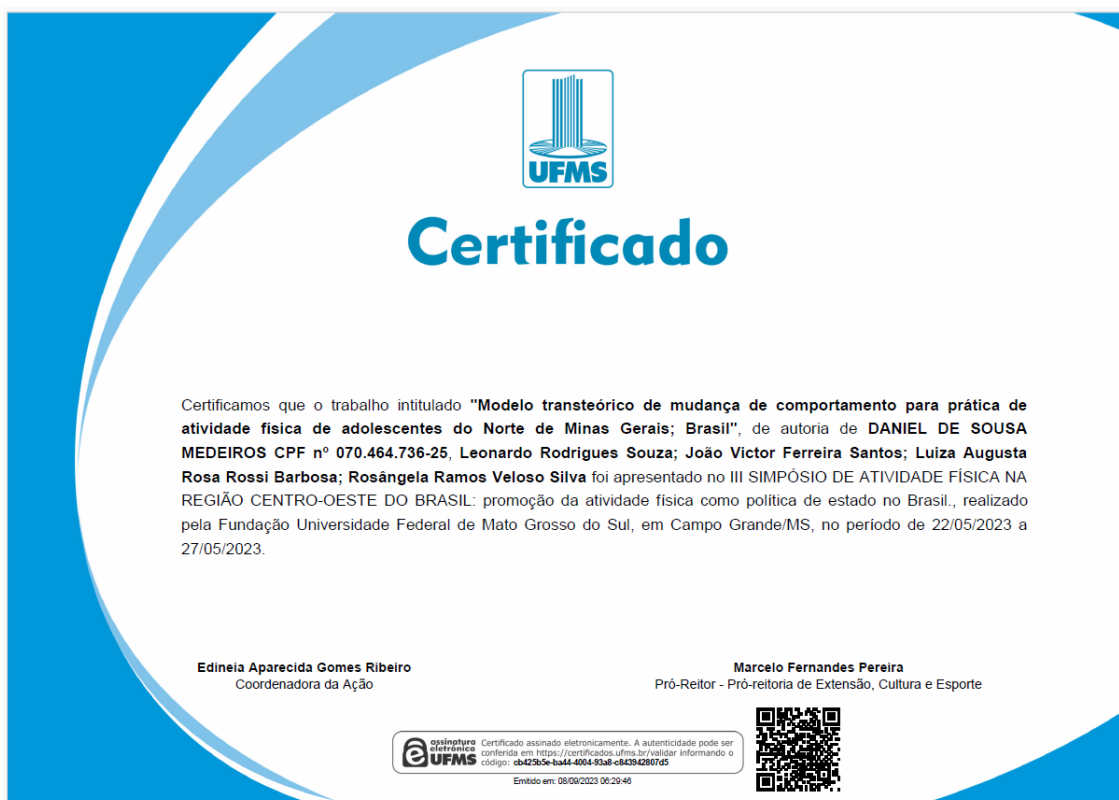 UFMS
Certificado
Certificamos que o trabalho intitulado "Modelo transteórico de mudança de comportamento para prática de
atividade física de adolescentes do Norte de Minas Gerais; Brasil", de autoria de DANIEL DE SOUSA
MEDEIROS CPF nº 070.464.736-25, Leonardo Rodrigues Souza; João Victor Ferreira Santos; Luiza Augusta
Rosa Rossi Barbosa; Rosângela Ramos Veloso Silva foi apresentado no III SIMPÓSIO DE ATIVIDADE FÍSICA NA
REGIÃO CENTRO-OESTE DO BRASIL: promoção da atividade física como política de estado no Brasil., realizado
pela Fundação Universidade Federal de Mato Grosso do Sul, em Campo Grande/MS, no período de 22/05/2023 a
27/05/2023.
Edineia Aparecida Gomes Ribeiro
Coordenadora da Ação
Marcelo Fernandes Pereira
Pró-Reitor - Pró-reitoria de Extensão, Cultura e Esporte
assinatura
eletrônica
UFMS
Certificado assinado eletronicamente. A autenticidade pode ser
conferida em https://certificados.ufms.br/validar informando o
código: cb425b5e-ba44-4004-93a8-c843942807d5
Emitido em: 08/09/2023 06:29:46